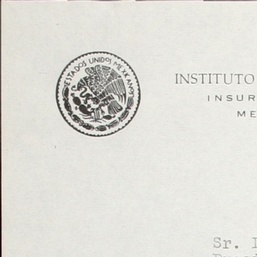 ESTADOS UNIDOS MEXICANOS
INSTITUTO
INSUR
ME
Sr.